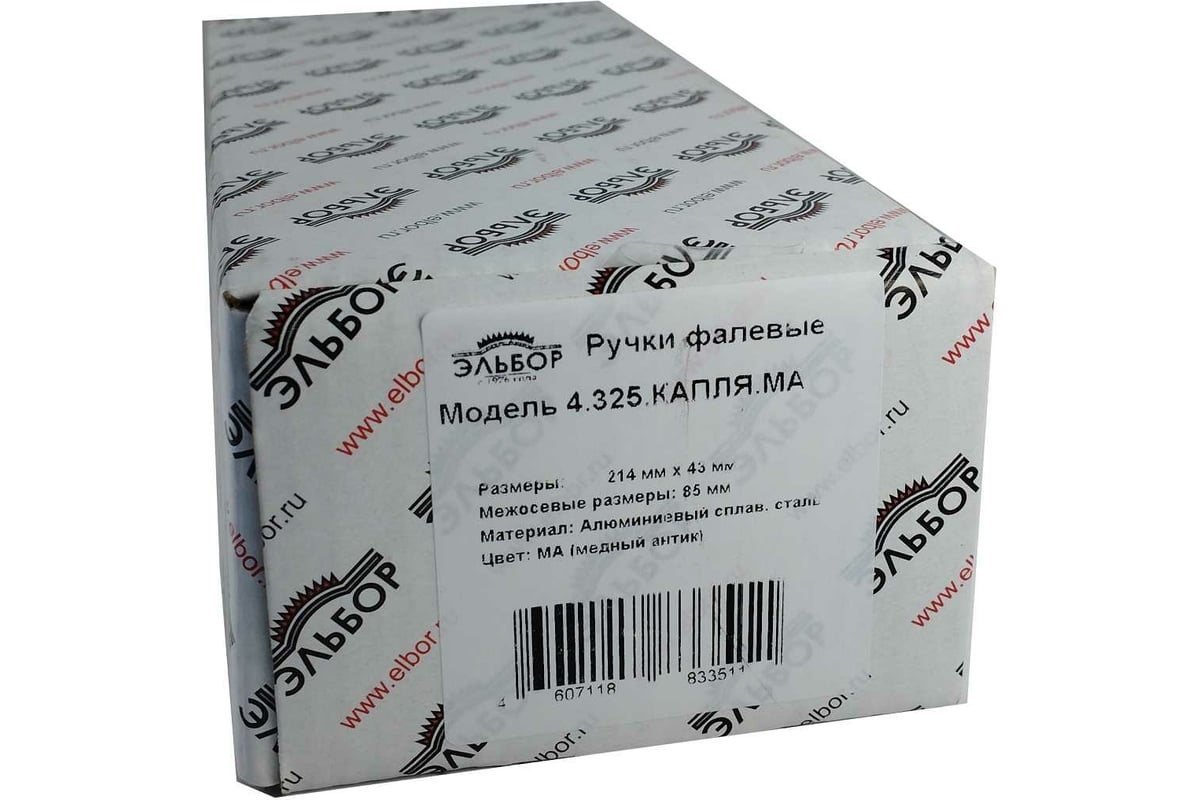 ЭЛЬБОР
www.elbor.ru
ЭЛЬБОР
с 1976 года
Ручки фалевые
Модель 4.325.КАПЛЯ.МА
Размеры: 214 мм x 43 мм
Межосевые размеры: 85 мм
Материал: Алюминиевый сплав. сталь
Цвет: МА (медный антик)
4 607118 833511
ЭЛЬБОР
www.elbor.ru
ЭЛЬБОР
www.elbor.ru